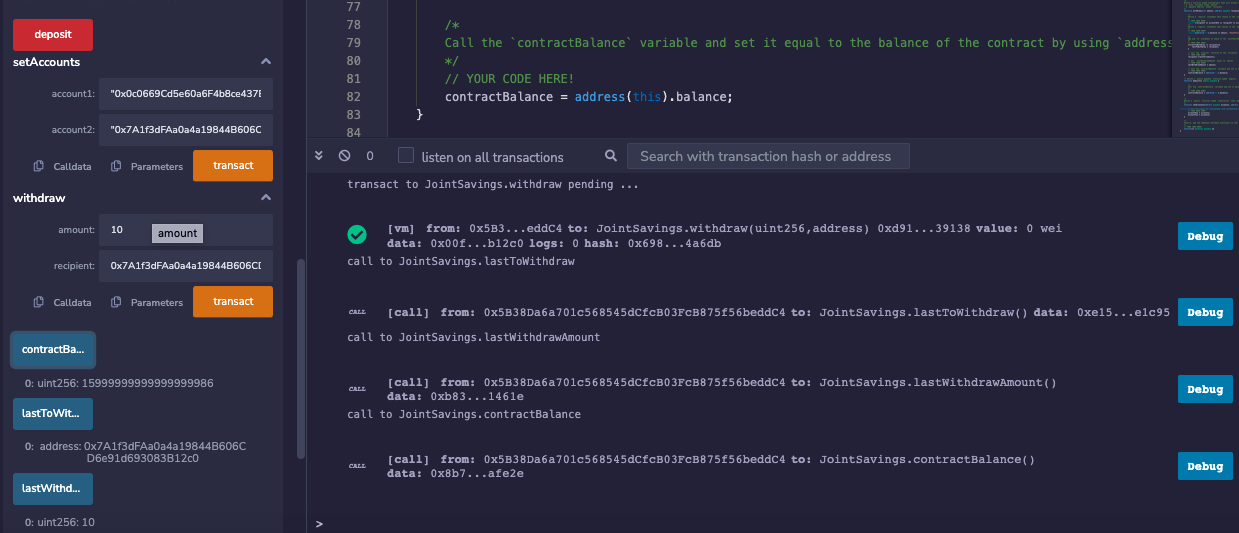 deposit
setAccounts
account1:
"0x0c0669Cd5e60a6F4b8ce437E
account2:
"0x7A1f3dFAa0a4a19844B606C
Calldata
Parameters
transact
withdraw
amount:
10
amount
recipient:
0x7A1f3dFAa0a4a19844B606CD
Calldata
Parameters
transact
contractBa...
0: uint256: 15999999999999999986
lastToWit...
0: address: 0x7A1f3dFAa0a4a19844B606C
D6e91d693083B12c0
lastWithd...
0: uint256: 10
77
78 /*
79 Call the `contractBalance` variable and set it equal to the balance of the contract by using `addres
80 */
81 // YOUR CODE HERE!
82 contractBalance = address(this).balance;
83 }
84
0
listen on all transactions
Search with transaction hash or address
transact to JointSavings.withdraw pending ...
[vm] from: 0x5B3...eddC4 to: JointSavings.withdraw(uint256,address) 0xd91...39138 value: 0 wei
data: 0x00f...b12c0 logs: 0 hash: 0x698...4a6db
Debug
call to JointSavings.lastToWithdraw
CALL
[call] from: 0x5B38Da6a701c568545dCfcB03FcB875f56beddC4 to: JointSavings.lastToWithdraw() data: 0xe15...e1c95
Debug
call to JointSavings.lastWithdrawAmount
CALL
[call] from: 0x5B38Da6a701c568545dCfcB03FcB875f56beddC4 to: JointSavings.lastWithdrawAmount()
data: 0xb83...1461e
Debug
call to JointSavings.contractBalance
CALL
[call] from: 0x5B38Da6a701c568545dCfcB03FcB875f56beddC4 to: JointSavings.contractBalance()
data: 0x8b7...afe2e
Debug
>